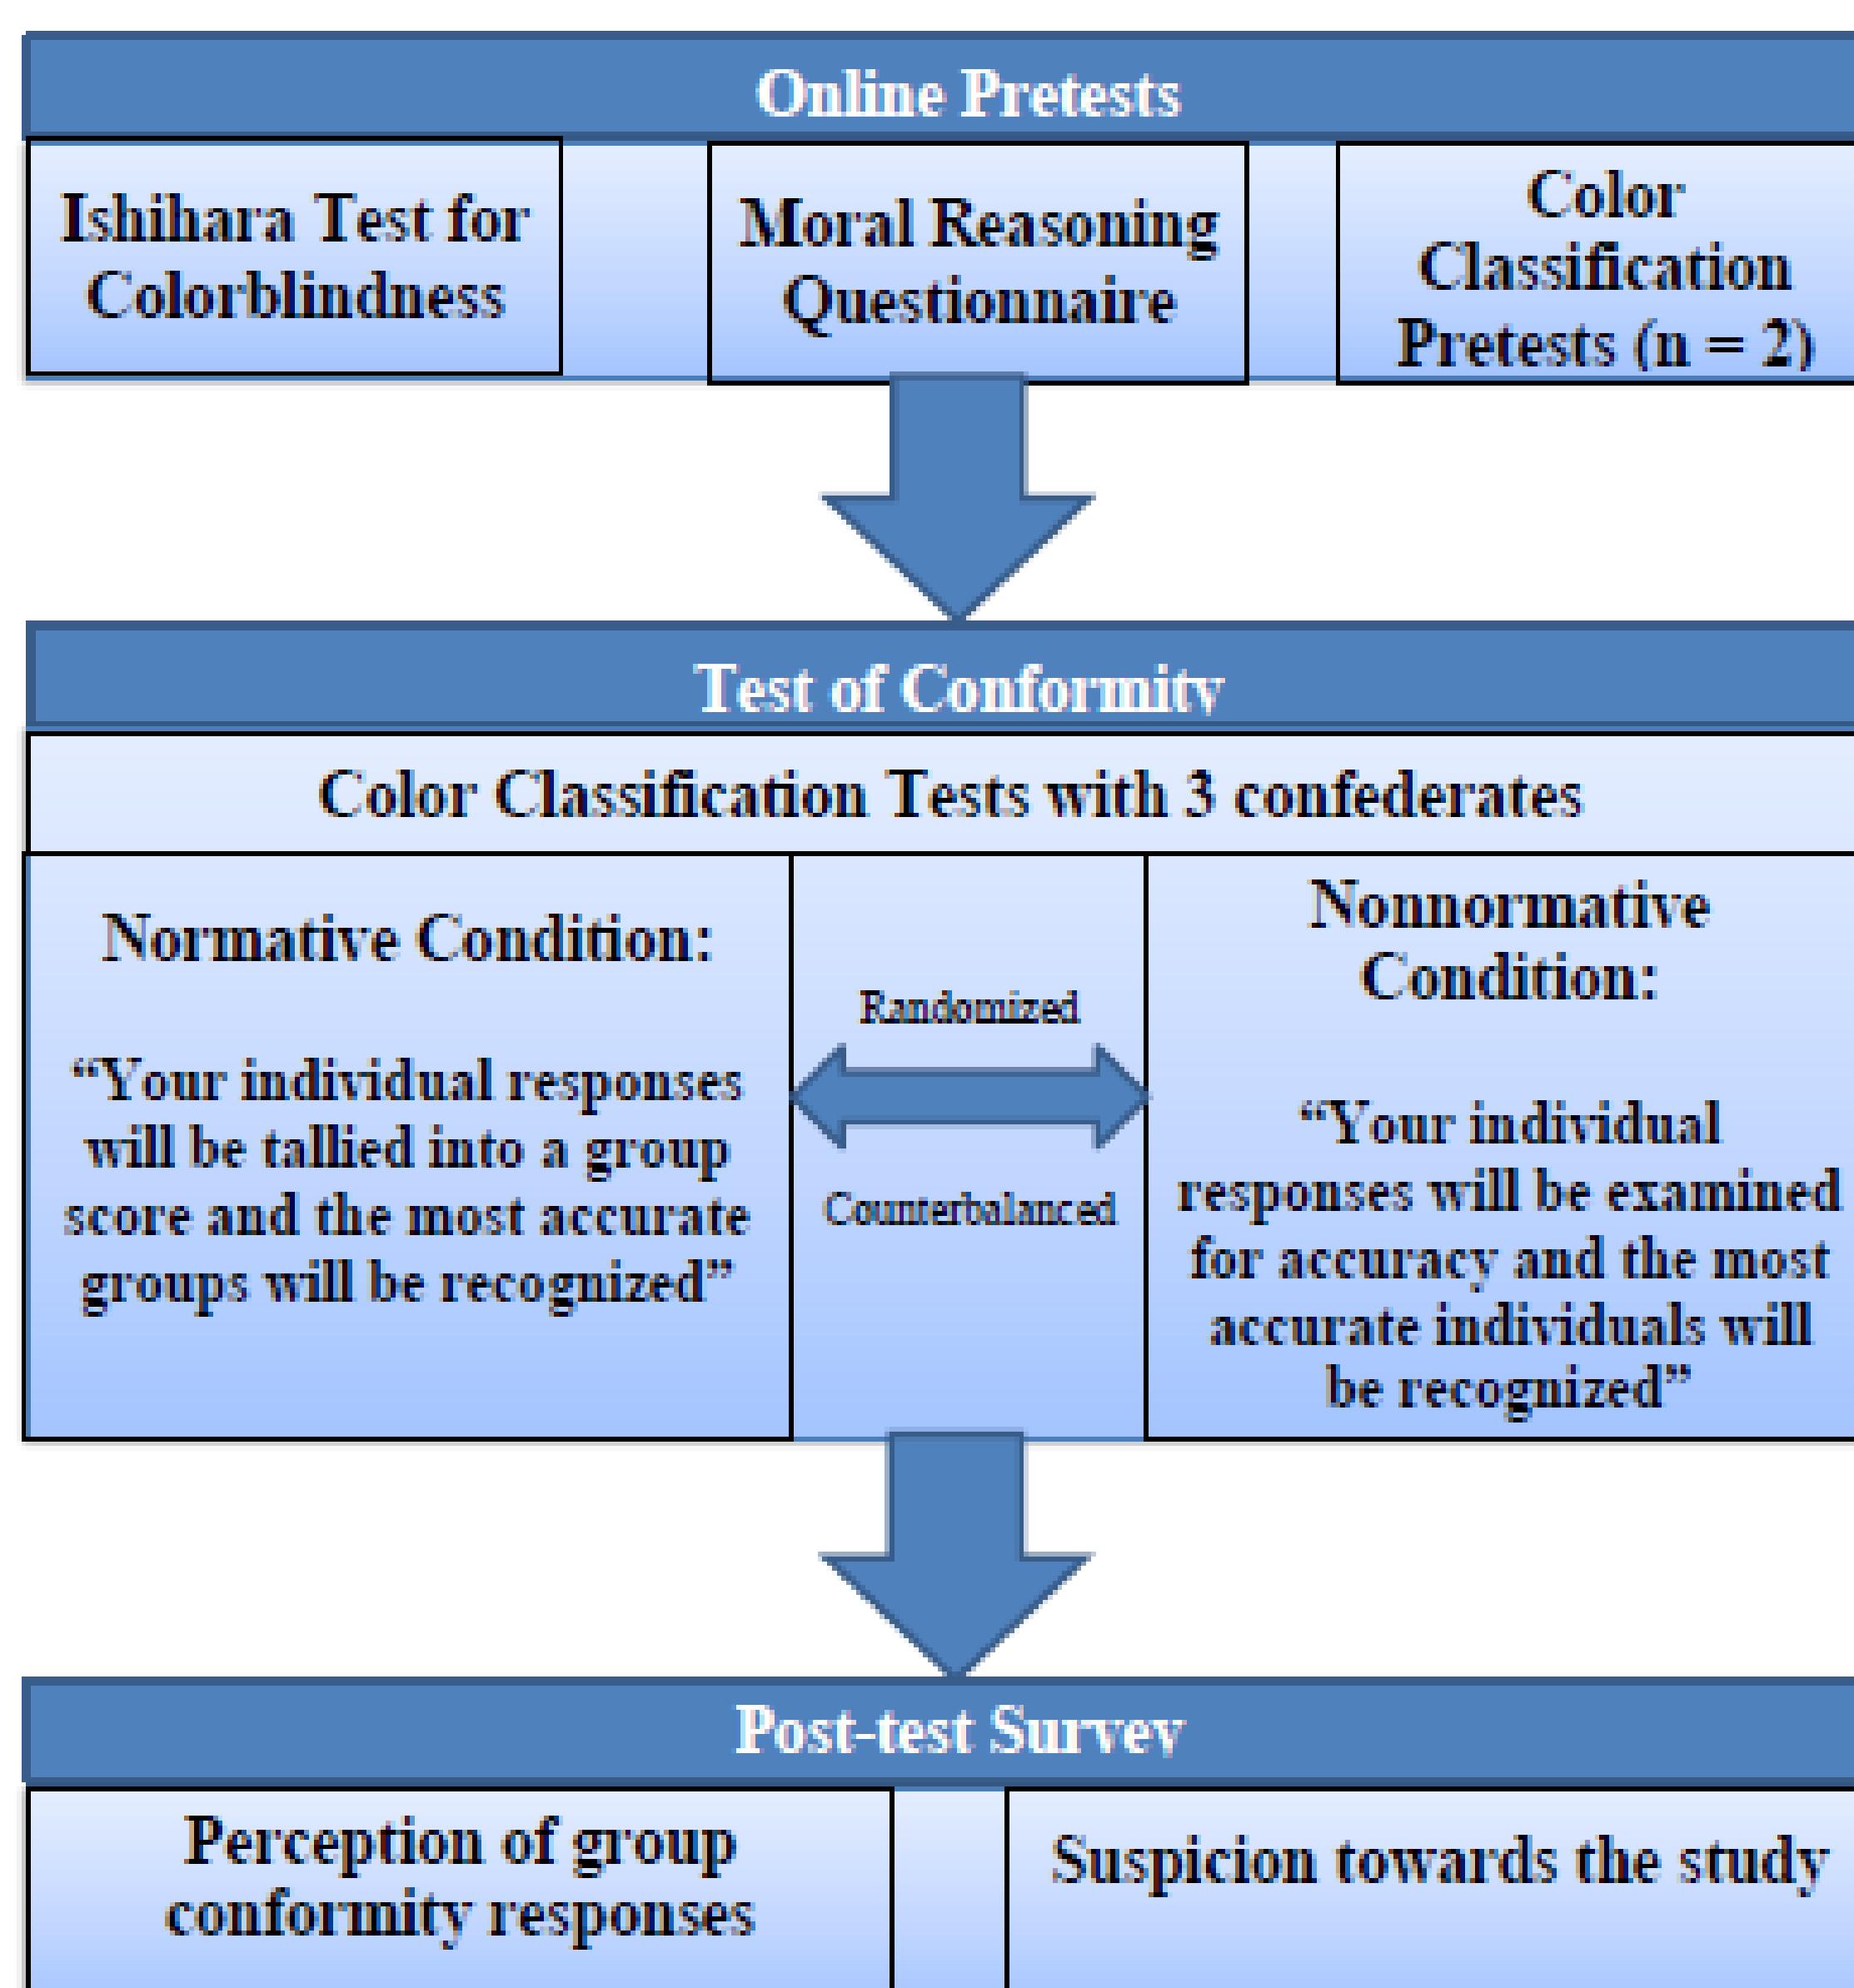 Online Pretests
Ishihara Test for
Colorblindness
Moral Reasoning
Questionnaire
Color
Classification
Pretests (n = 2)
Test of Conformity
Color Classification Tests with 3 confederates
Normative Condition:
“Your individual responses
will be tallied into a group
score and the most accurate
groups will be recognized”
Randomized
Counterbalanced
Nonnormative
Condition:
“Your individual
responses will be examined
for accuracy and the most
accurate individuals will
be recognized”
Post-test Survey
Perception of group
conformity responses
Suspicion towards the study